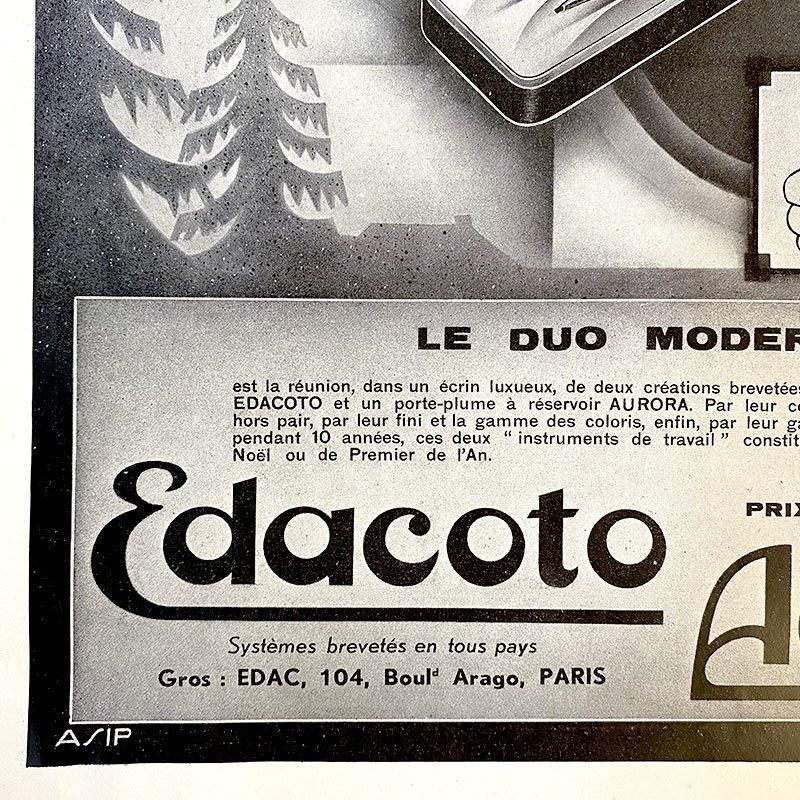 LE DUO MODER
est la réunion, dans un écrin luxueux, de deux créations brevetées
EDACOTO et un porte-plume à réservoir AURORA. Par leur co
hors pair, par leur fini et la gamme des coloris, enfin, par leur ga
pendant 10 années, ces deux “ instruments de travail ” constit
Noël ou de Premier de l'An.
Edacoto
PRIX
A
Systèmes brevetés en tous pays
Gros : EDAC, 104, Boulᵈ Arago, PARIS
ASIP